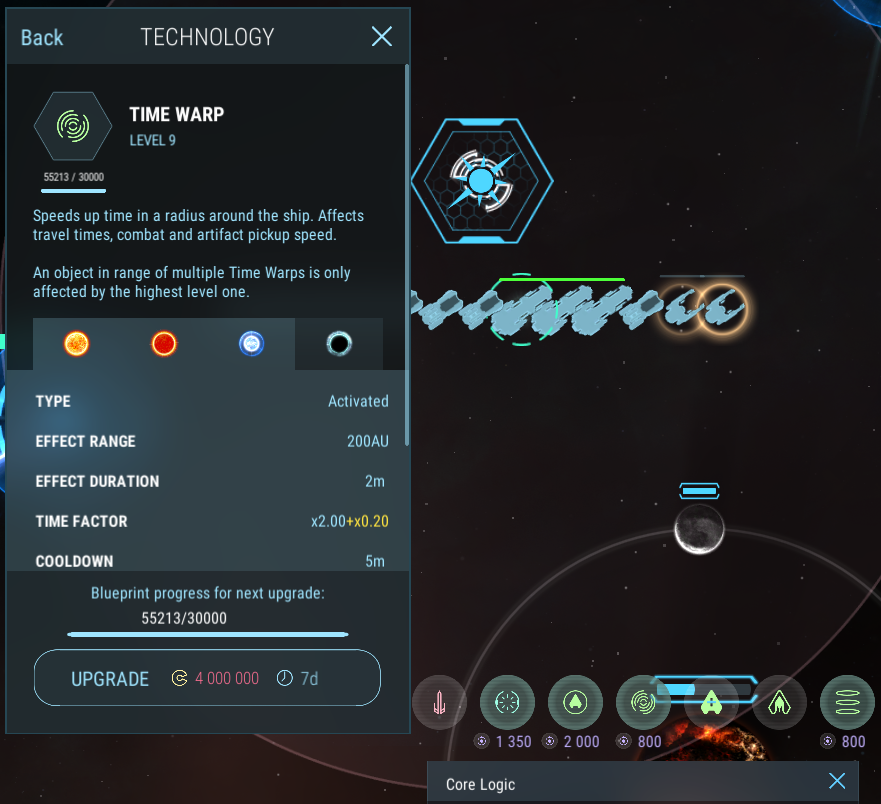 Back TECHNOLOGY
TIME WARP
LEVEL 9
55213 / 30000
Speeds up time in a radius around the ship. Affects
travel times, combat and artifact pickup speed.
An object in range of multiple Time Warps is only
affected by the highest level one.
TYPE Activated
EFFECT RANGE 200AU
EFFECT DURATION 2m
TIME FACTOR x2.00+x0.20
COOLDOWN 5m
Blueprint progress for next upgrade:
55213/30000
UPGRADE 4 000 000 7d
1 350 2 000 800 800
Core Logic